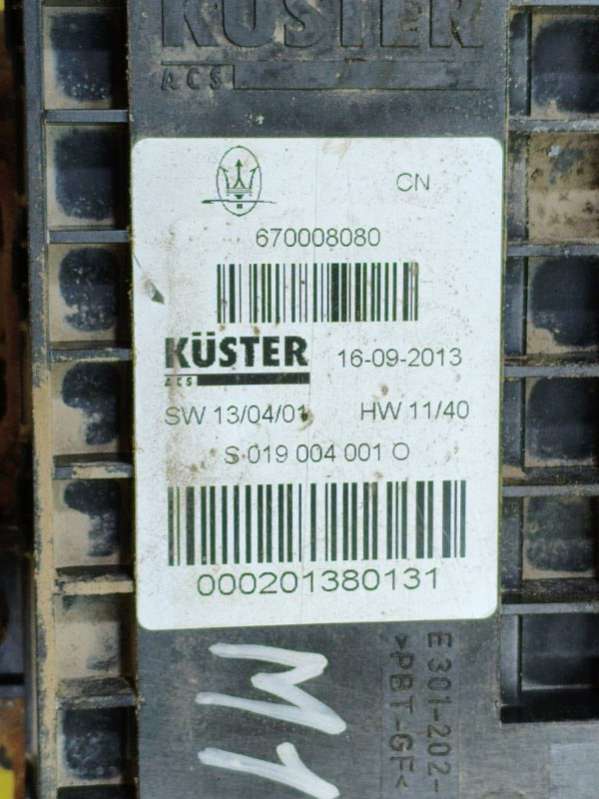 KÜSTER
ACS
CN
670008080
KÜSTER
ACS
16-09-2013
SW 13/04/01
HW 11/40
S 019 004 001 O
000201380131
M1
E301-202-
>PBT-GF<